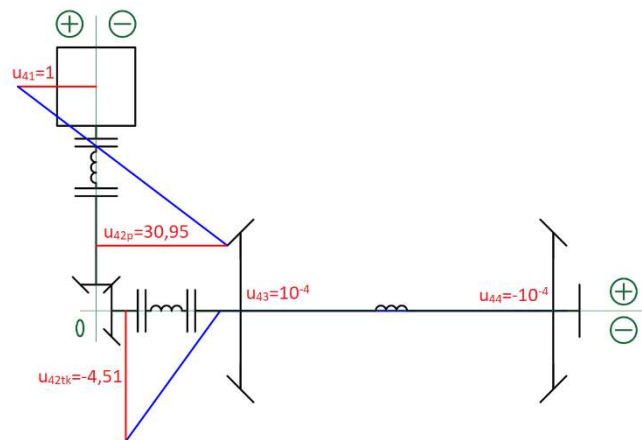 + −
u41=1
u42p=30,95
u43=10-4
u44=-10-4
+
0
−
u42tk=-4,51